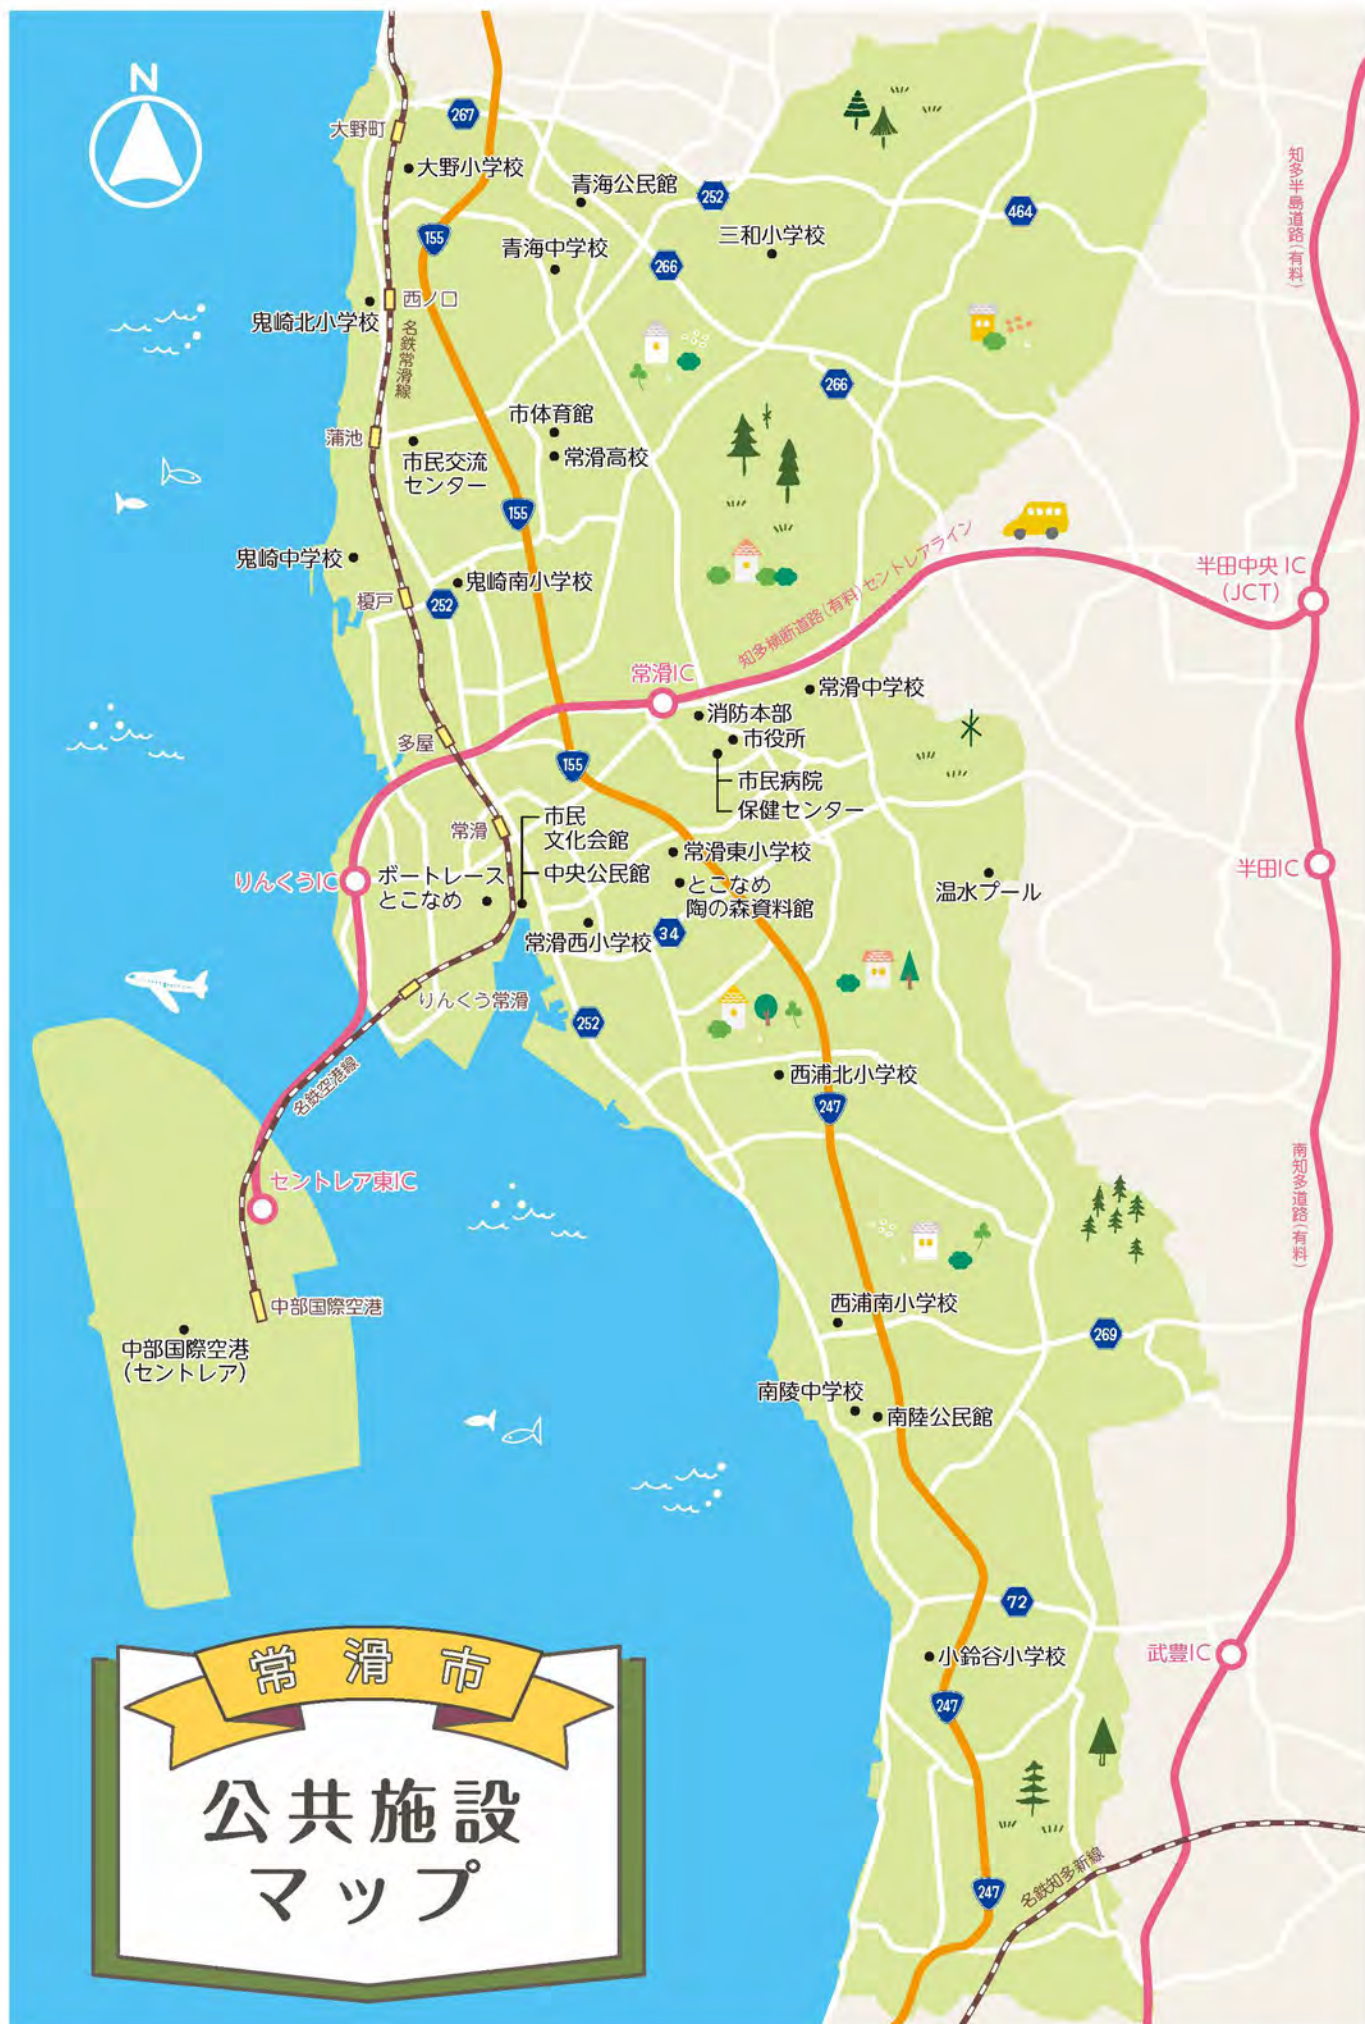 N
大野町
267
大野小学校
青海公民館
252
464
知多半島道路(有料)
155
青海中学校
266
三和小学校
西ノ口
鬼崎北小学校
名鉄常滑線
266
蒲池
市体育館
常滑高校
市民交流
センター
155
鬼崎中学校
鬼崎南小学校
榎戸
252
知多横断道路(有料)セントレアライン
半田中央 IC
(JCT)
常滑IC
常滑中学校
消防本部
市役所
多屋
155
市民病院
保健センター
常滑
市民
文化会館
中央公民館
常滑東小学校
りんくうIC
ボートレース
とこなめ
とこなめ
陶の森資料館
温水プール
半田IC
常滑西小学校
34
りんくう常滑
252
名鉄空港線
西浦北小学校
247
セントレア東IC
南知多道路(有料)
中部国際空港
中部国際空港
(セントレア)
西浦南小学校
269
南陵中学校
南陸公民館
72
小鈴谷小学校
武豊IC
247
247
名鉄知多新線
常滑市
公共施設
マップ